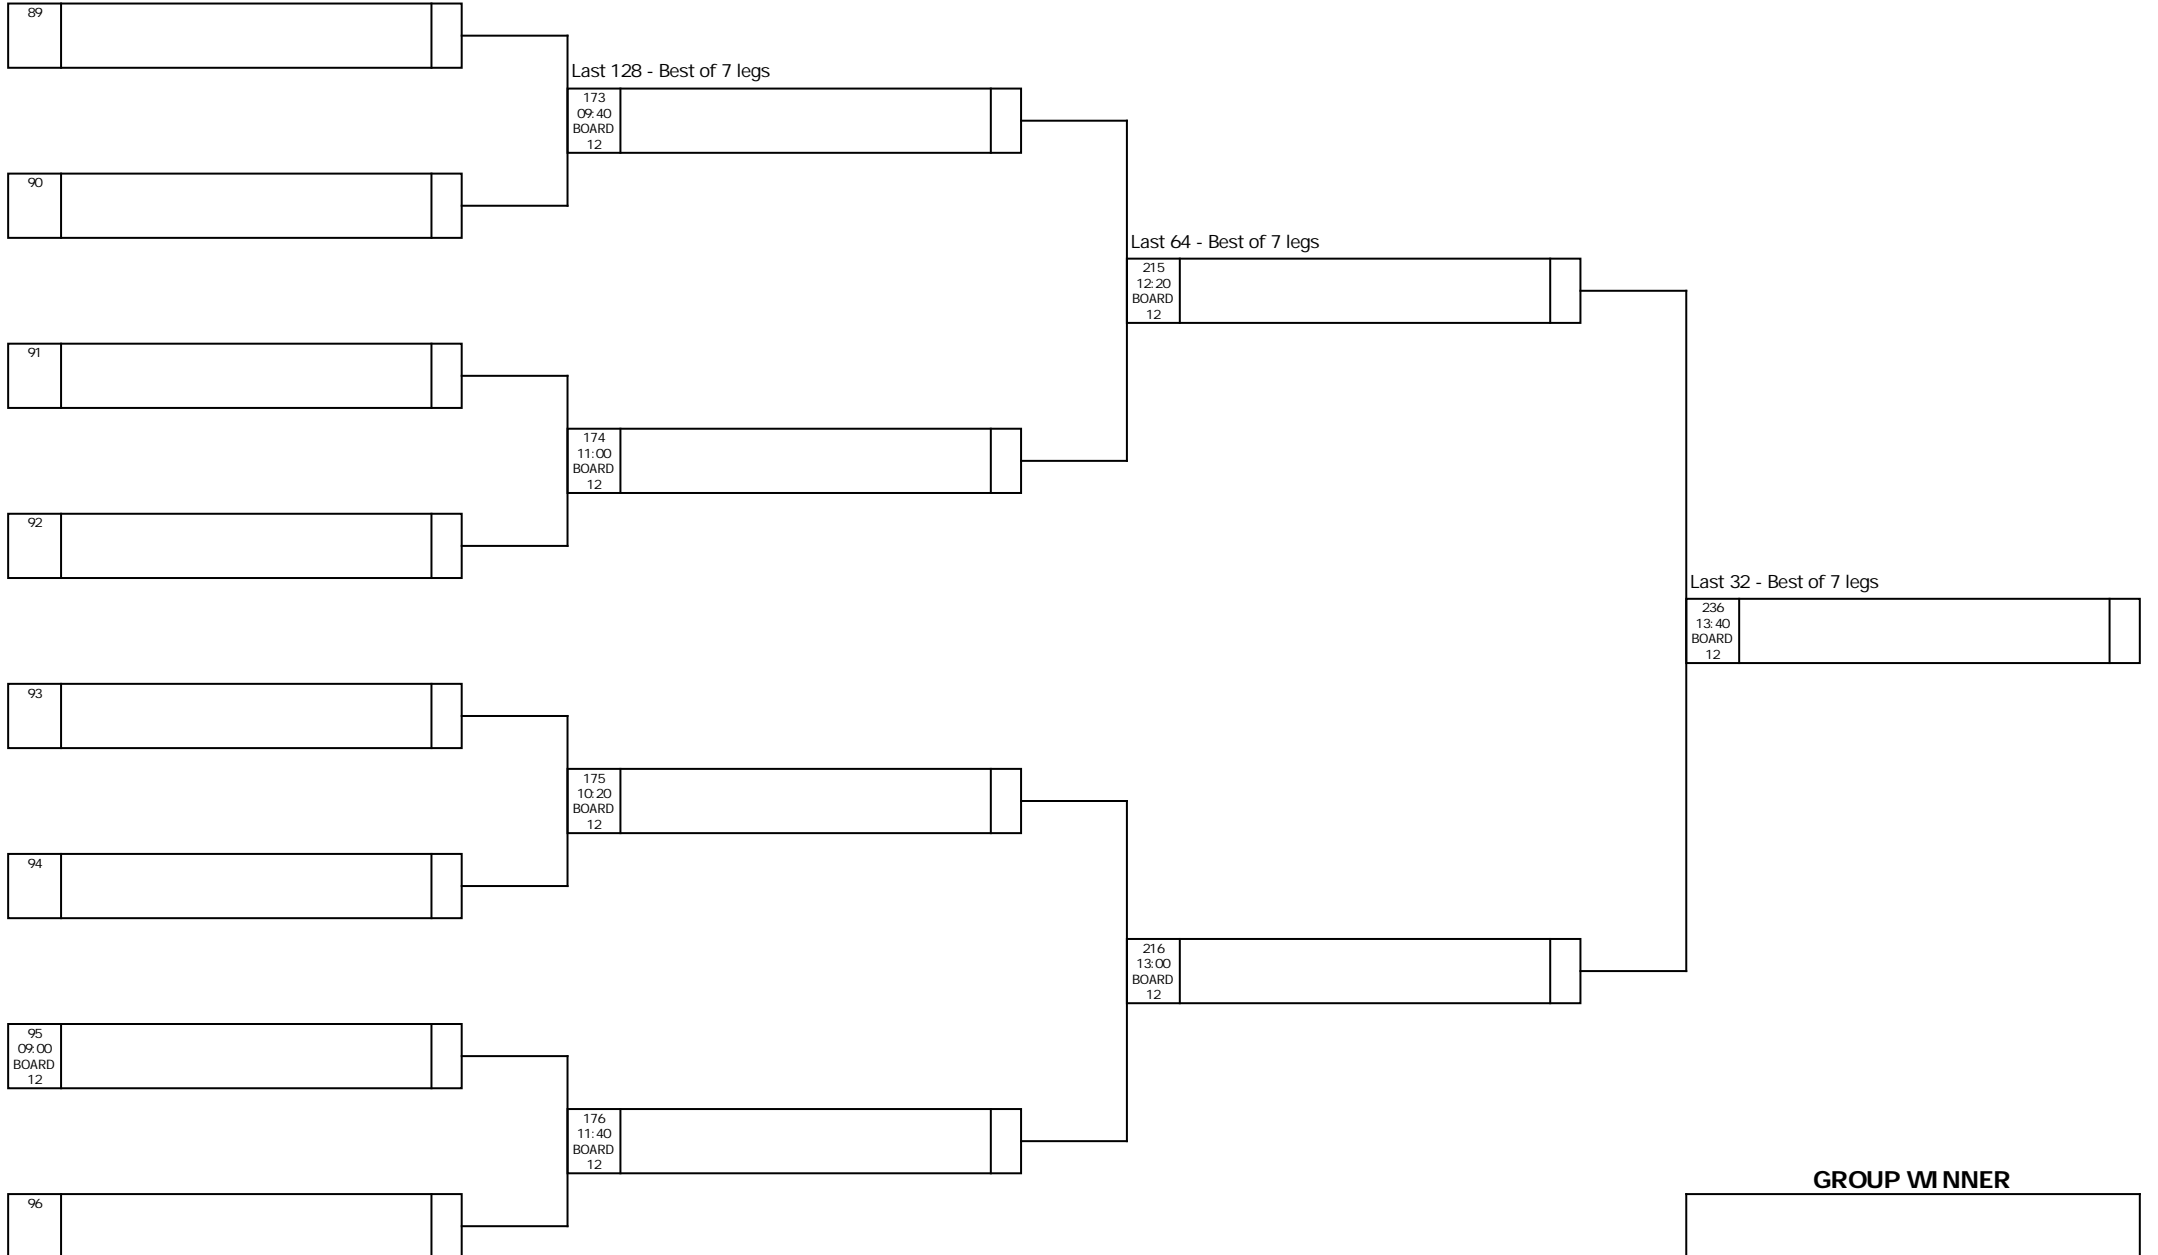 89
Last 128 - Best of 7 legs
173
09:40
BOARD
12
90
Last 64 - Best of 7 legs
215
12:20
BOARD
12
91
174
11:00
BOARD
12
92
Last 32 - Best of 7 legs
236
13:40
BOARD
12
93
175
10:20
BOARD
12
94
216
13:00
BOARD
12
95
09:00
BOARD
12
176
11:40
BOARD
12
GROUP WINNER
96